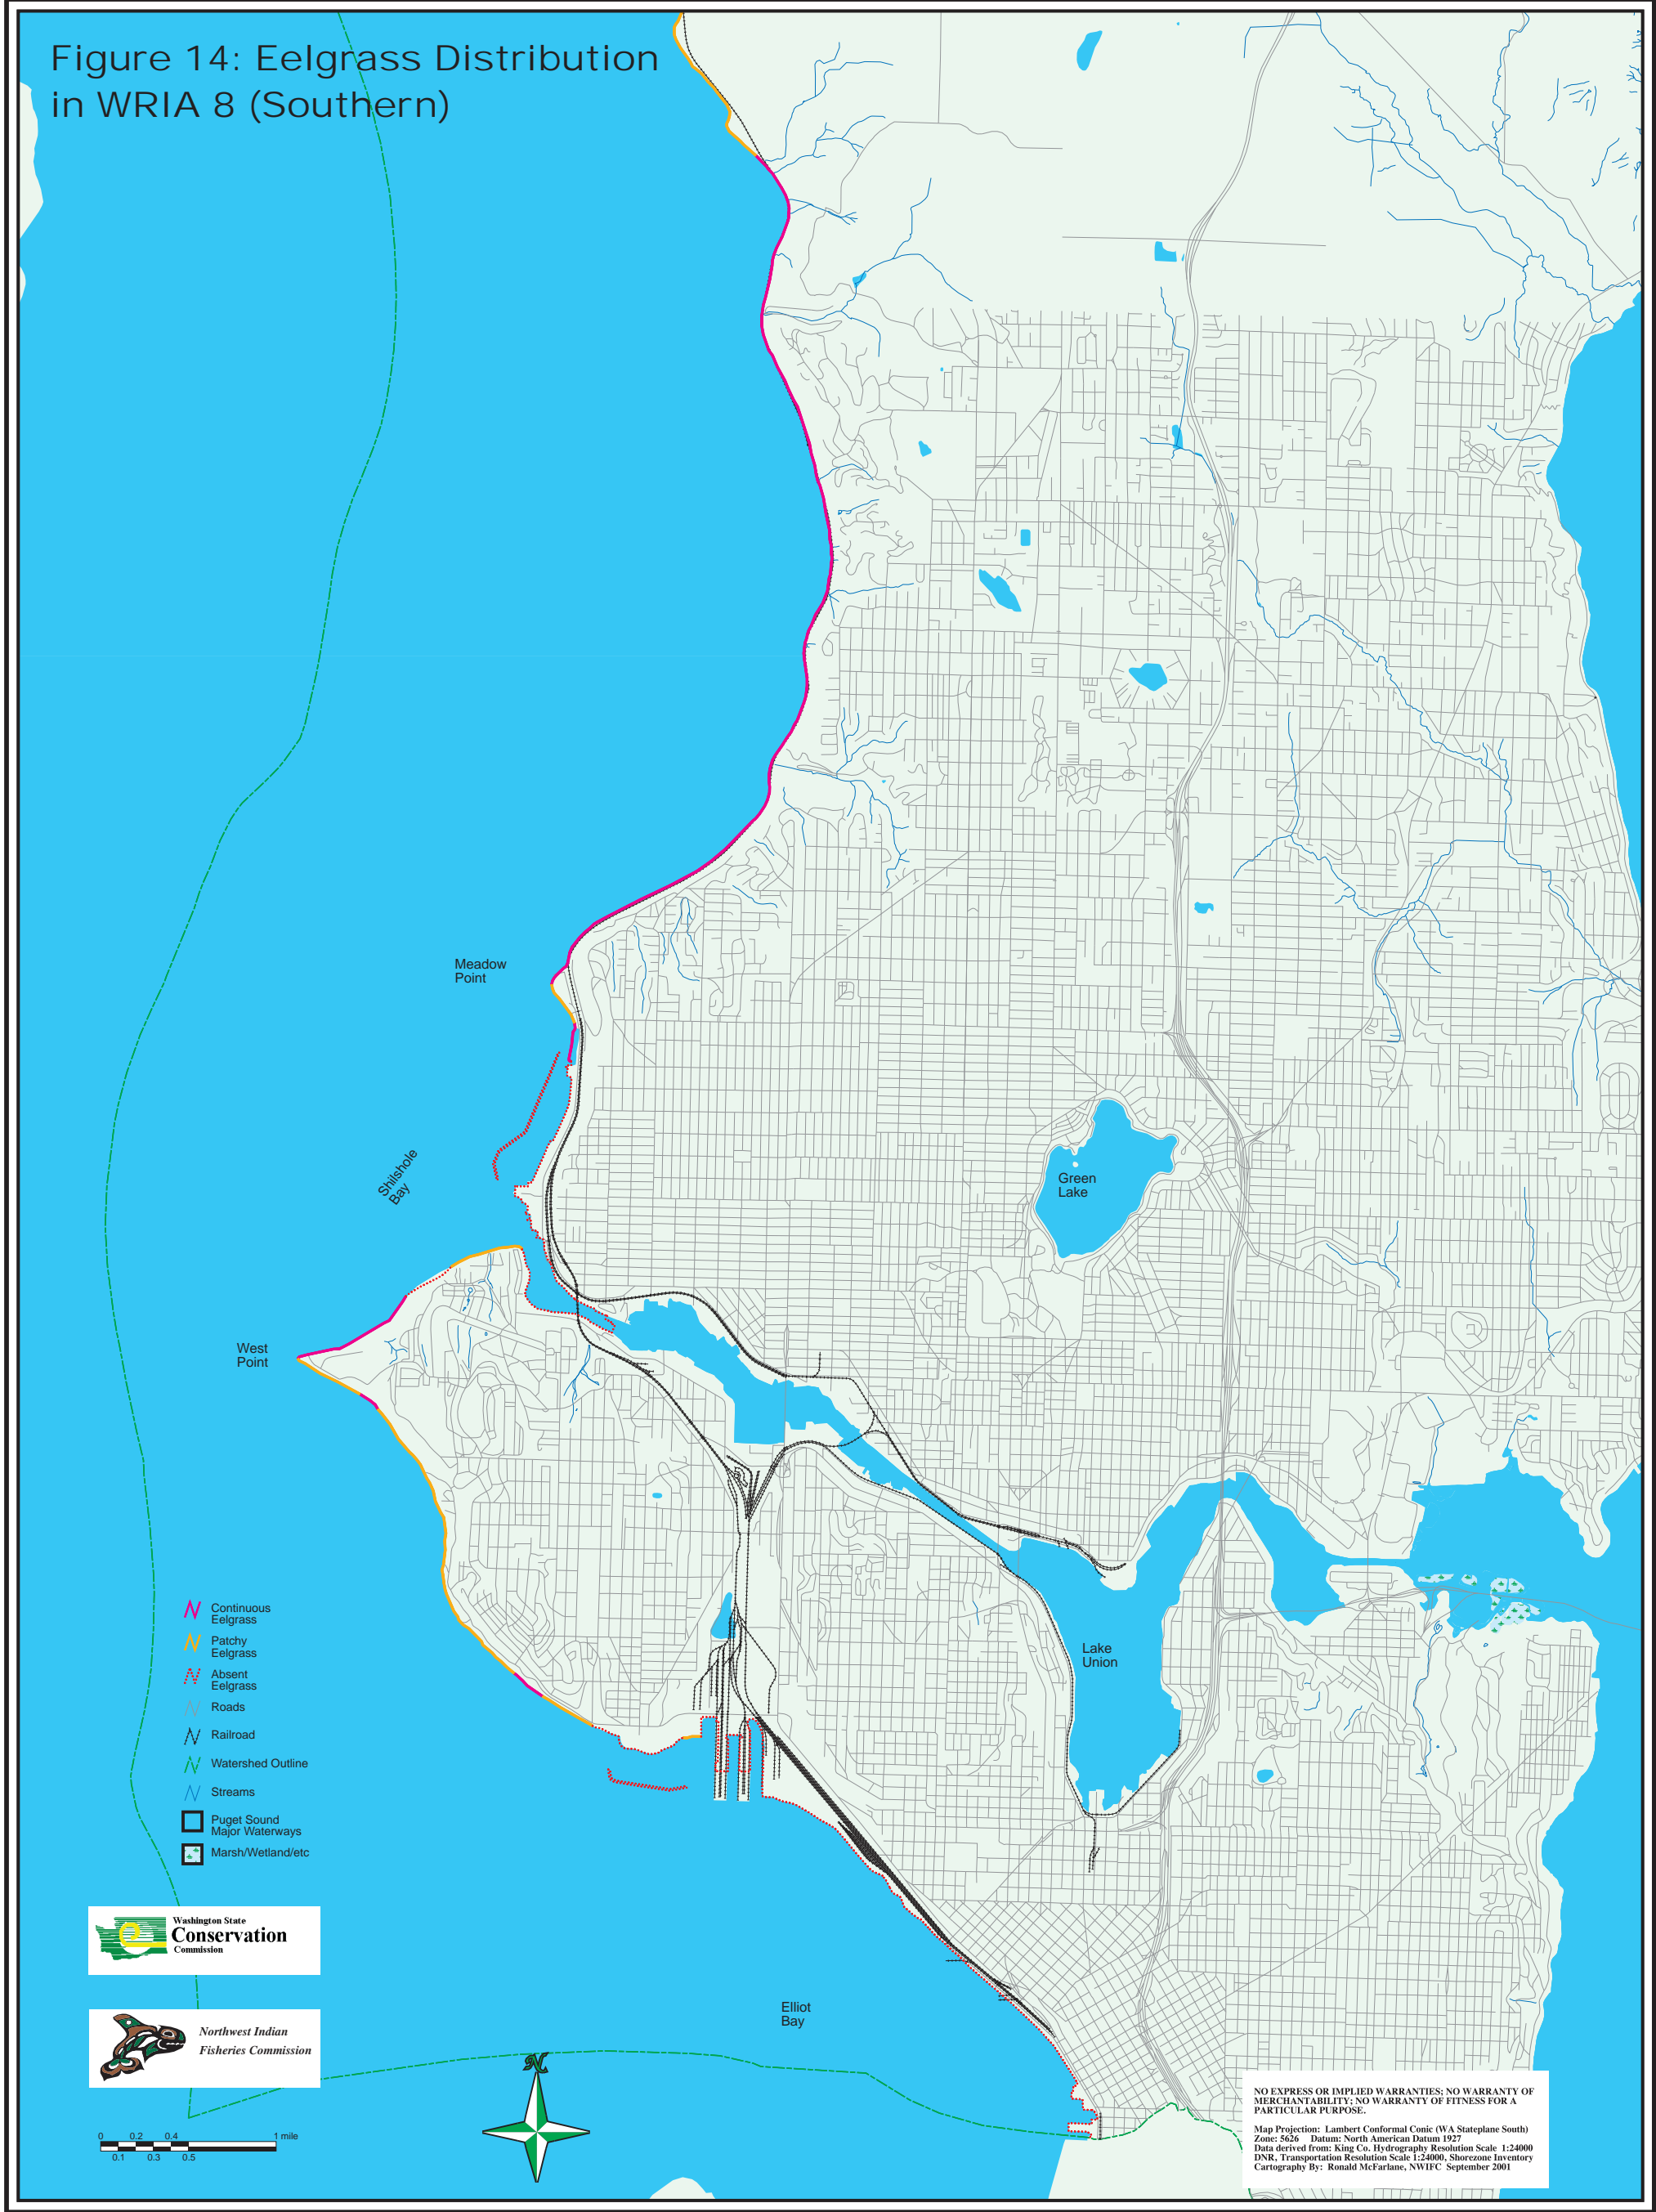 Figure 14: Eelgrass Distribution
in WRIA 8 (Southern)
Meadow
Point
Shilshole
Bay
Green
Lake
West
Point
Lake
Union
Continuous
Eelgrass
Patchy
Eelgrass
Absent
Eelgrass
Roads
Railroad
Watershed Outline
Streams
Puget Sound
Major Waterways
Marsh/Wetland/etc
Washington State
Conservation
Commission
Northwest Indian
Fisheries Commission
Elliot
Bay
N
0 0.2 0.4 1 mile
0.1 0.3 0.5
NO EXPRESS OR IMPLIED WARRANTIES; NO WARRANTY OF
MERCHANTABILITY; NO WARRANTY OF FITNESS FOR A
PARTICULAR PURPOSE.
Map Projection: Lambert Conformal Conic (WA Stateplane South)
Zone: 5626 Datum: North American Datum 1927
Data derived from: King Co. Hydrography Resolution Scale 1:24000
DNR, Transportation Resolution Scale 1:24000, Shorezone Inventory
Cartography By: Ronald McFarlane, NWIFC September 2001